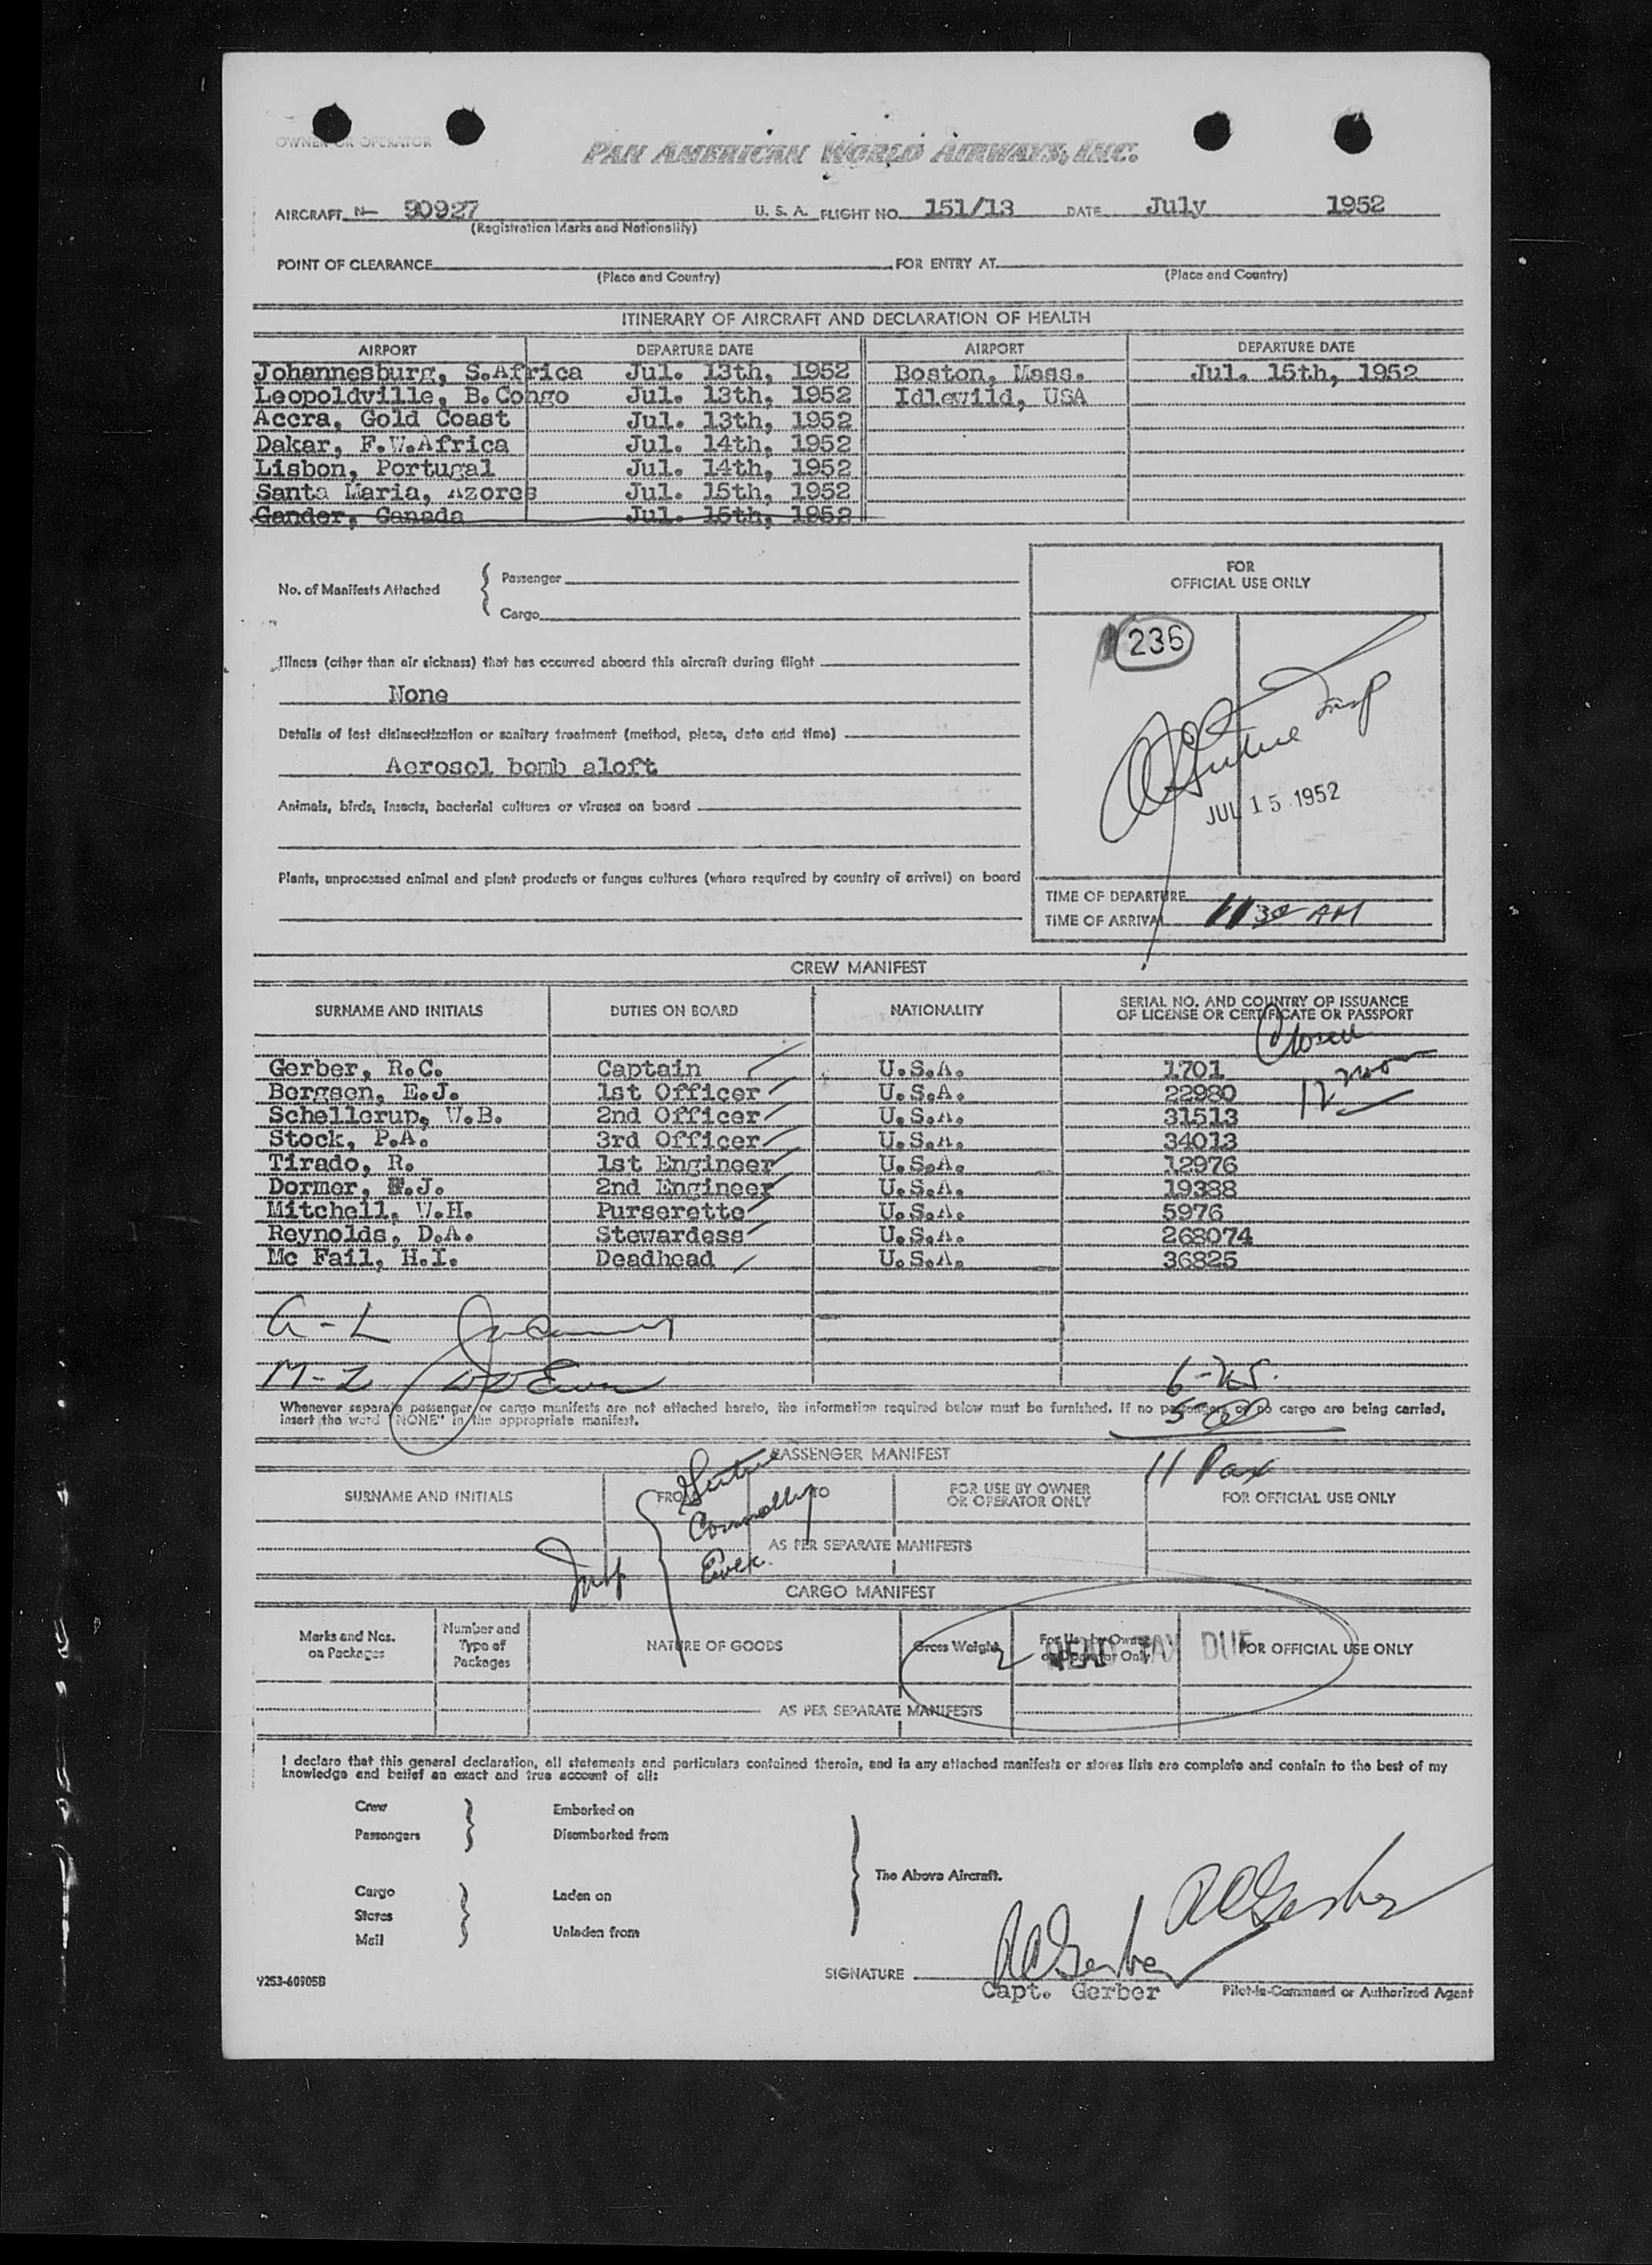 OWNER OR OPERATOR
PAN AMERICAN WORLD AIRWAYS, INC.
AIRCRAFT N- 90927 U. S. A. FLIGHT NO. 151/13 DATE July 1952
(Registration Marks and Nationality)
POINT OF CLEARANCE FOR ENTRY AT
(Place and Country) (Place and Country)
ITINERARY OF AIRCRAFT AND DECLARATION OF HEALTH
AIRPORT DEPARTURE DATE AIRPORT DEPARTURE DATE
Johannesburg, S.Africa Jul. 13th, 1952 Boston, Mass. Jul. 15th, 1952
Leopoldville, B.Congo Jul. 13th, 1952 Idlewild, USA
Accra, Gold Coast Jul. 13th, 1952
Dakar, F.W.Africa Jul. 14th, 1952
Lisbon, Portugal Jul. 14th, 1952
Santa Maria, Azores Jul. 15th, 1952
Gander, Canada Jul. 15th, 1952
No. of Manifests Attached { Passenger
Cargo
FOR
OFFICIAL USE ONLY
236
Illness (other than air sickness) that has occurred aboard this aircraft during flight
None
Details of last disinsectization or sanitary treatment (method, place, date and time)
Aerosol bomb aloft
Animals, birds, insects, bacterial cultures or viruses on board
JUL 15 1952
Plants, unprocessed animal and plant products or fungus cultures (where required by country of arrival) on board
TIME OF DEPARTURE
TIME OF ARRIVAL 11 30 AM
CREW MANIFEST
SURNAME AND INITIALS DUTIES ON BOARD NATIONALITY SERIAL NO. AND COUNTRY OF ISSUANCE
OF LICENSE OR CERTIFICATE OR PASSPORT
Closed
12 noon
Gerber, R.C. Captain U.S.A. 1701
Bergsen, E.J. 1st Officer U.S.A. 22980
Schellerup, W.B. 2nd Officer U.S.A. 31513
Stock, P.A. 3rd Officer U.S.A. 34013
Tirado, R. 1st Engineer U.S.A. 12976
Dormer, F.J. 2nd Engineer U.S.A. 19388
Mitchell, W.H. Purserette U.S.A. 5976
Reynolds, D.A. Stewardess U.S.A. 268074
Mc Fail, H.I. Deadhead U.S.A. 36825
A - L
M - Z
Whenever separate passenger or cargo manifests are not attached hereto, the information required below must be furnished. If no passengers or no cargo are being carried,
insert the word "NONE" in the appropriate manifest.
11 Pax
PASSENGER MANIFEST
SURNAME AND INITIALS FROM TO FOR USE BY OWNER
OR OPERATOR ONLY FOR OFFICIAL USE ONLY
Connolly
AS PER SEPARATE MANIFESTS
Insp
CARGO MANIFEST
Marks and Nos.
on Packages
Number and
Type of
Packages
NATURE OF GOODS
Gross Weight
For Use by Owner
or Operator Only
FOR OFFICIAL USE ONLY
2 HEAD TAX DUE
AS PER SEPARATE MANIFESTS
I declare that this general declaration, all statements and particulars contained therein, and in any attached manifests or stores lists are complete and contain to the best of my
knowledge and belief an exact and true account of all:
Crew Embarked on
Passengers Disembarked from
The Above Aircraft.
Cargo Laden on
Stores
Mail Unladen from
RCGerber
RCGerber
SIGNATURE
Capt. Gerber Pilot-in-Command or Authorized Agent
9253-60905B